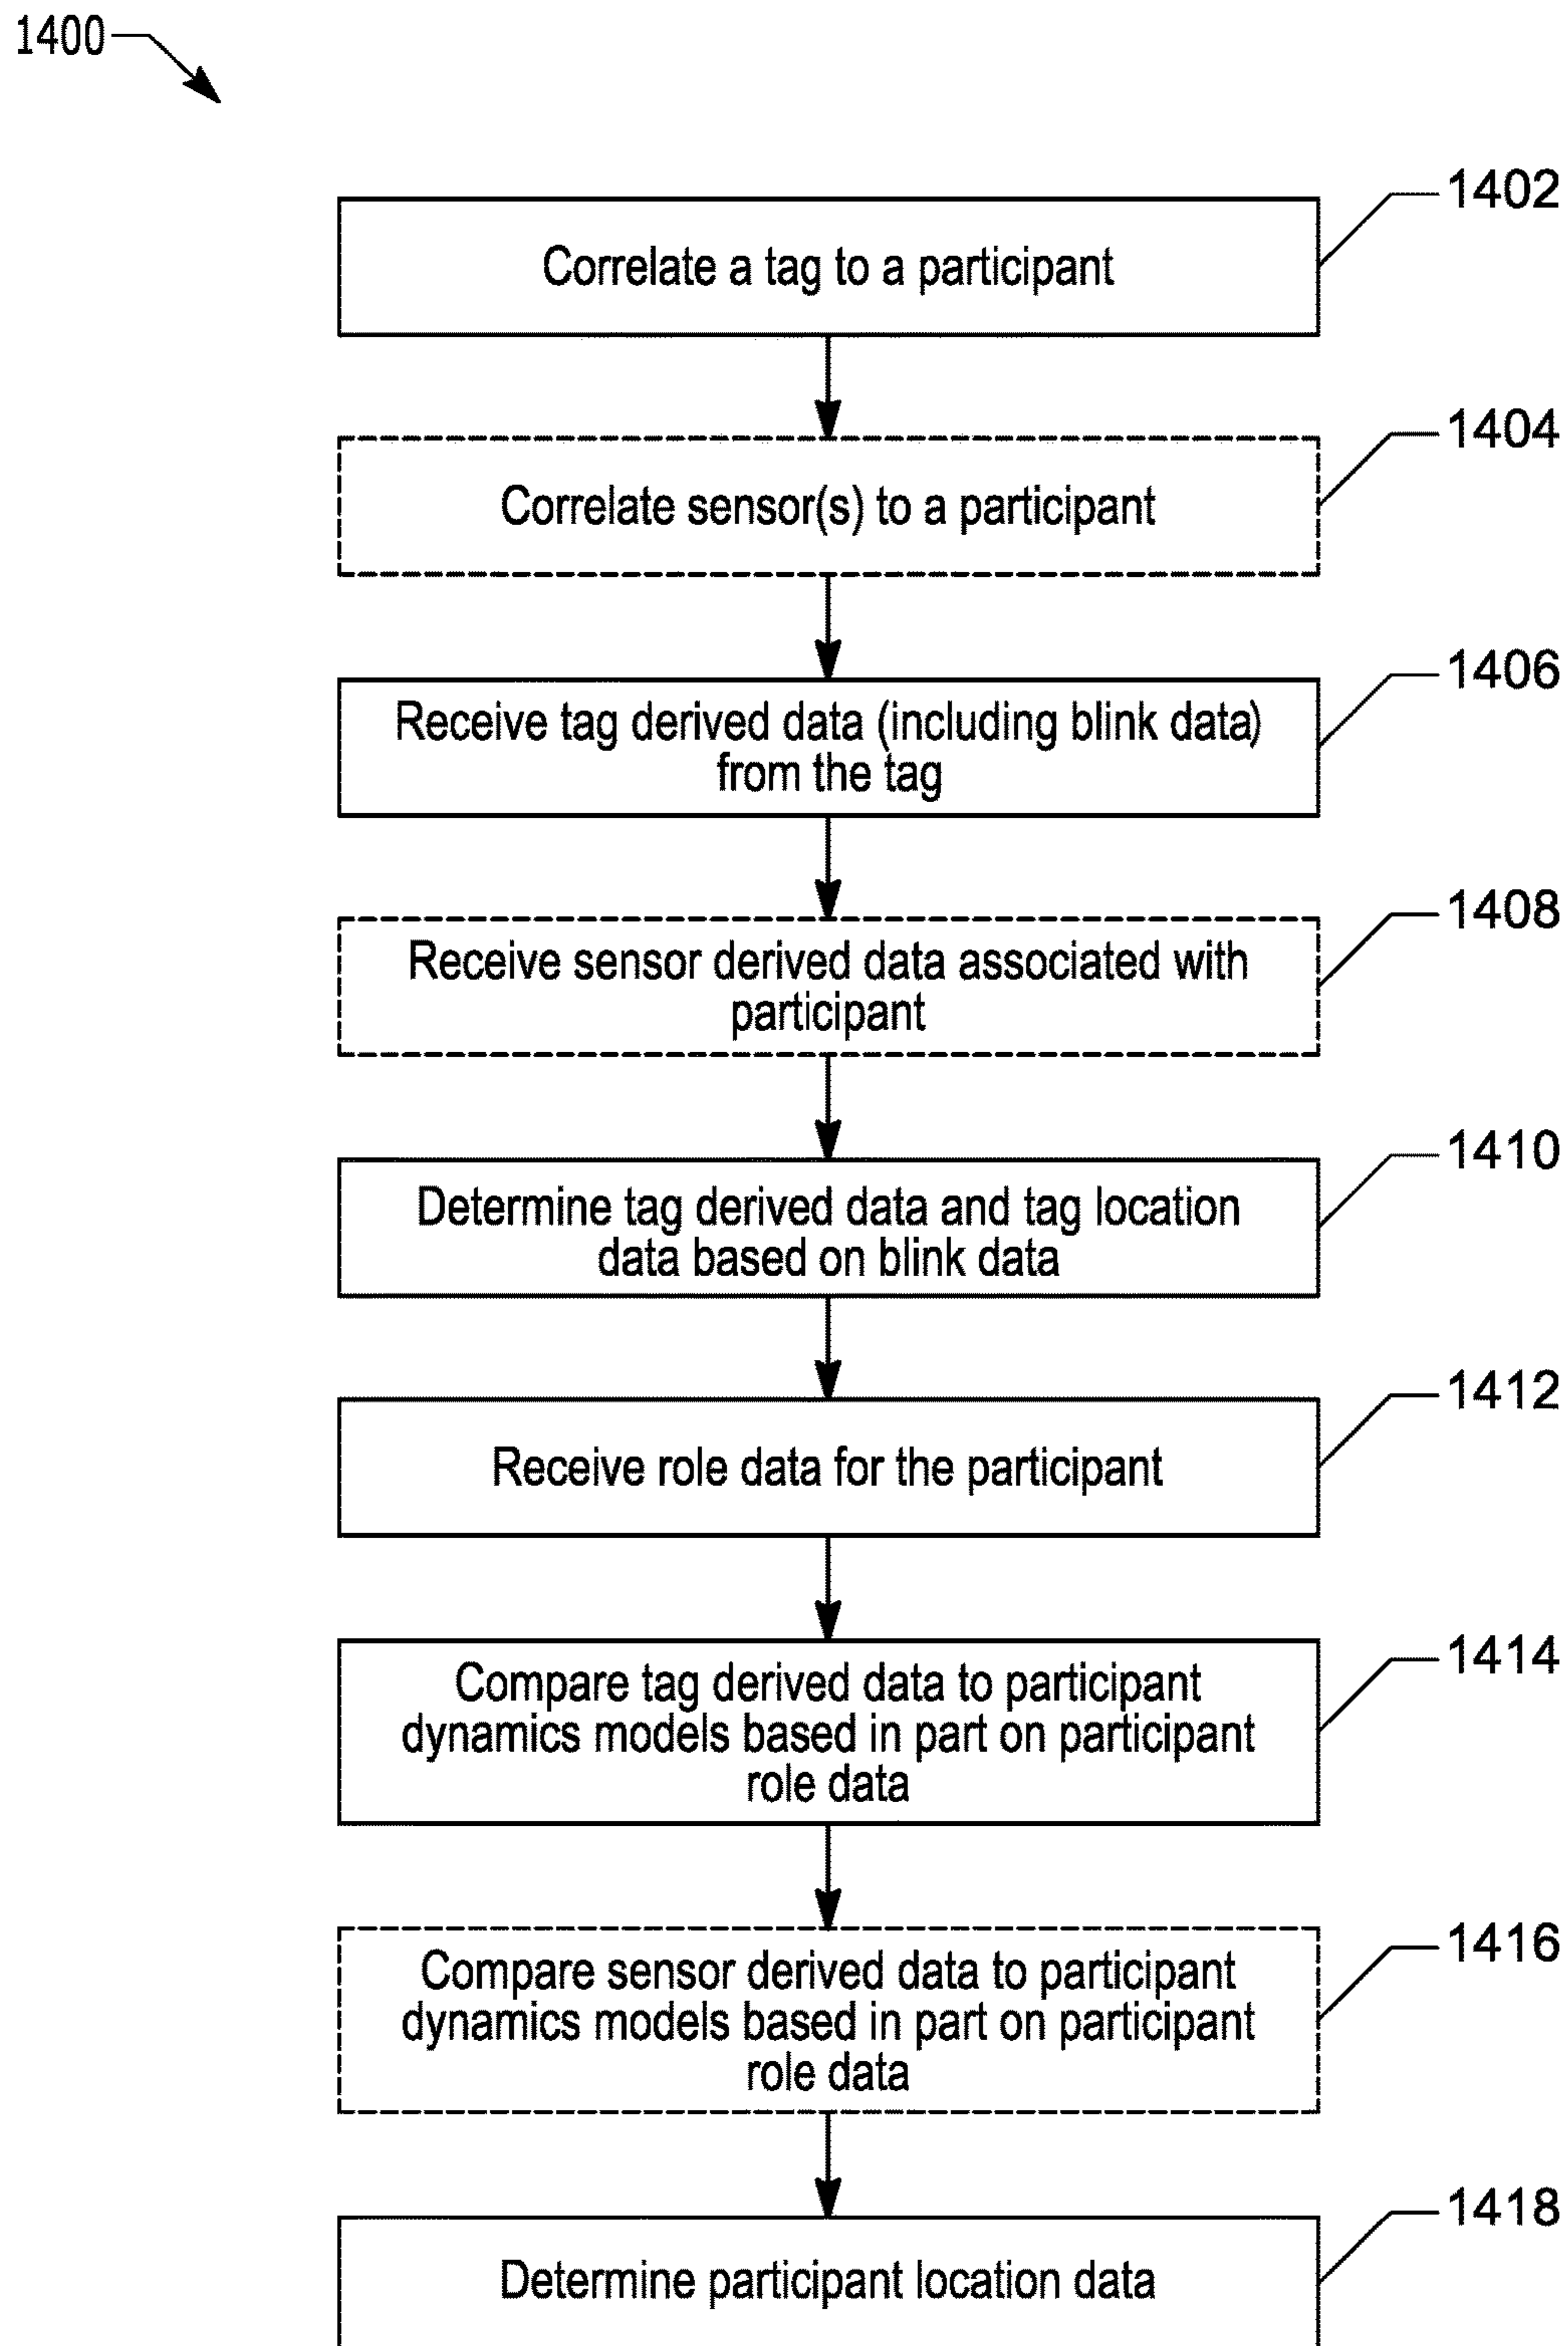 1400
1402
Correlate a tag to a participant
1404
Correlate sensor(s) to a participant
1406
Receive tag derived data (including blink data)
from the tag
1408
Receive sensor derived data associated with
participant
1410
Determine tag derived data and tag location
data based on blink data
1412
Receive role data for the participant
1414
Compare tag derived data to participant
dynamics models based in part on participant
role data
1416
Compare sensor derived data to participant
dynamics models based in part on participant
role data
1418
Determine participant location data